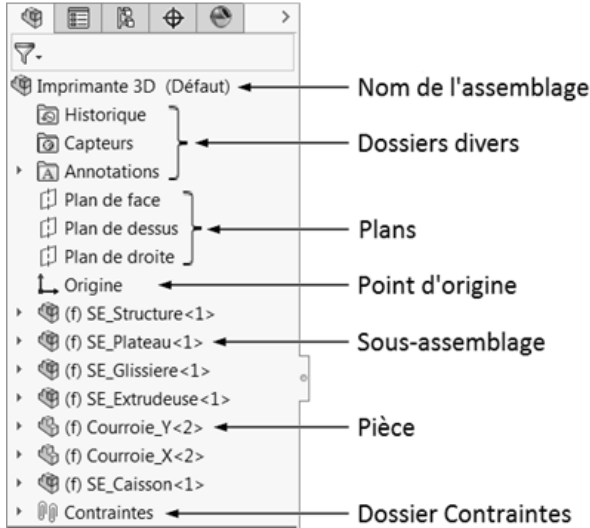 Imprimante 3D (Défaut)
Nom de l'assemblage
Historique
Capteurs
Dossiers divers
Annotations
Plan de face
Plan de dessus
Plans
Plan de droite
Origine
Point d'origine
(f) SE_Structure<1>
(f) SE_Plateau<1>
Sous-assemblage
(f) SE_Glissiere<1>
(f) SE_Extrudeuse<1>
(f) Courroie_Y<2>
Pièce
(f) Courroie_X<2>
(f) SE_Caisson<1>
Contraintes
Dossier Contraintes